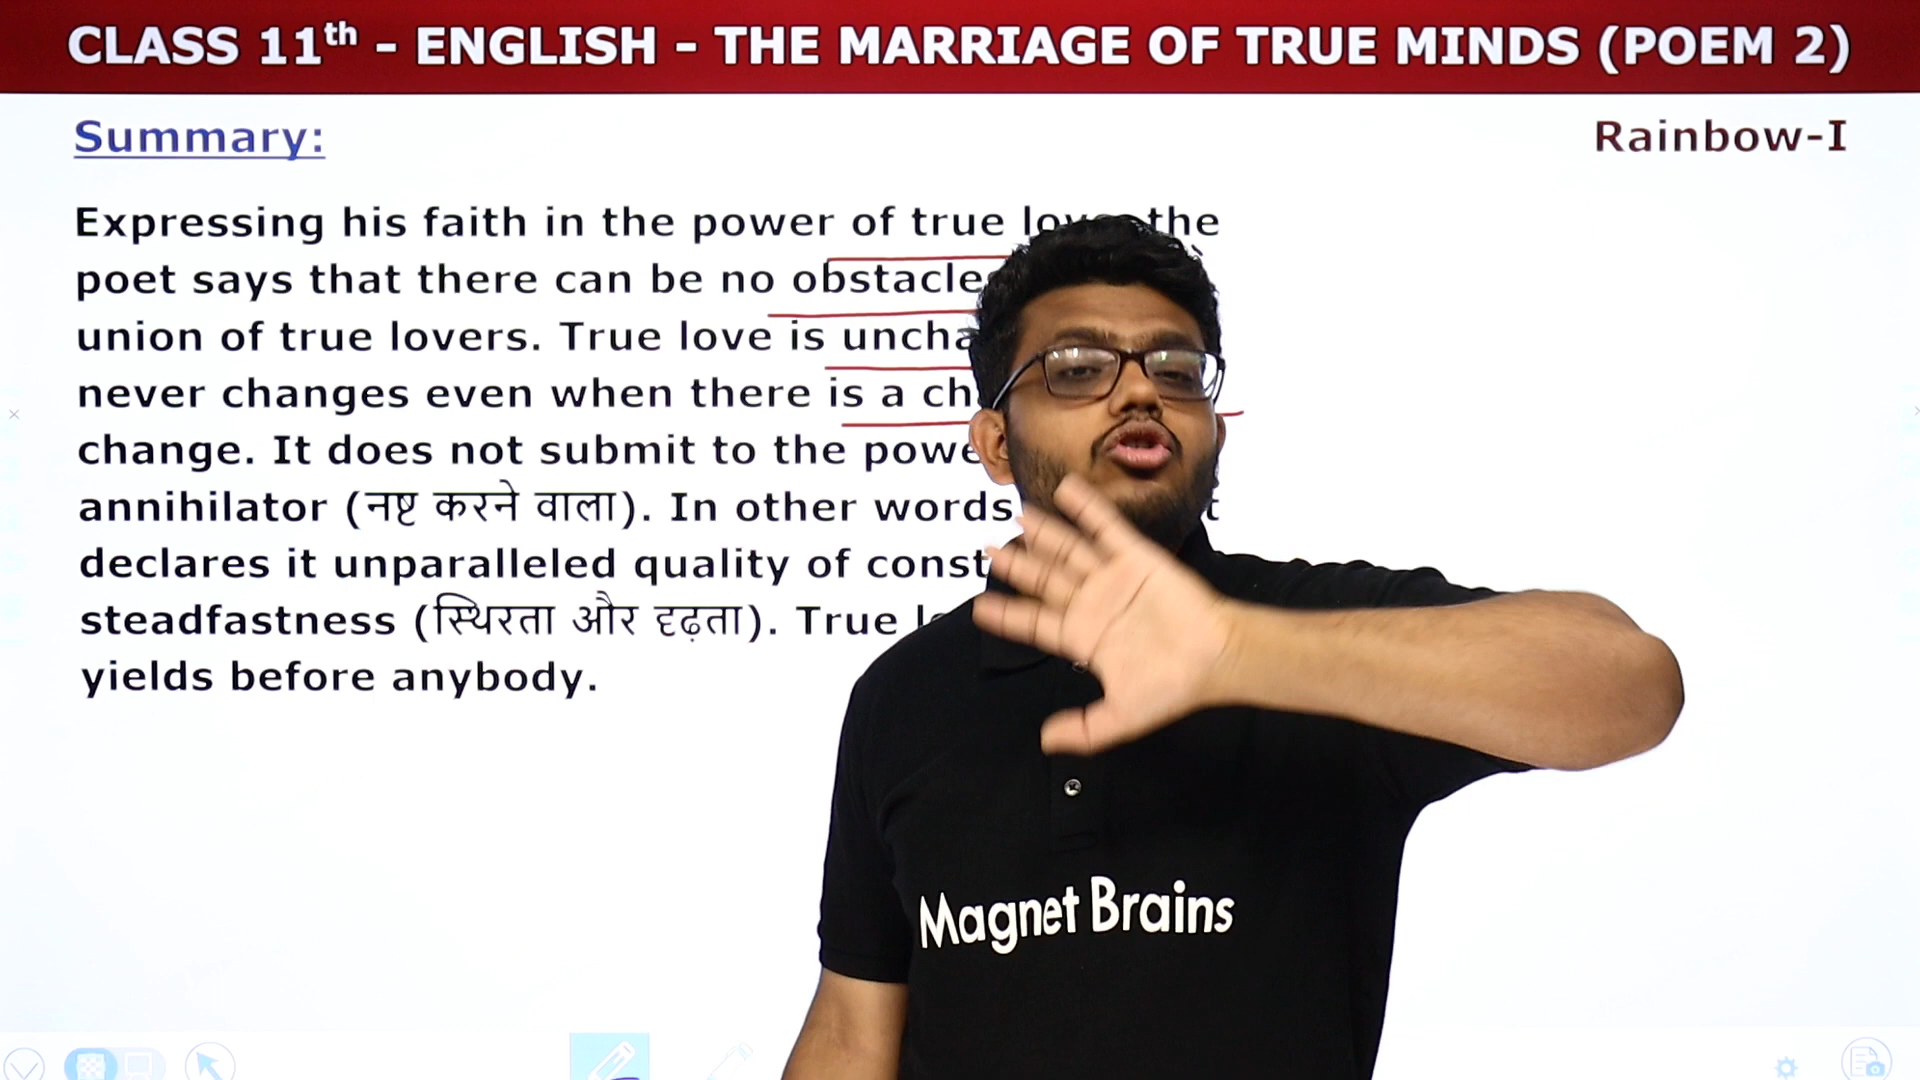 CLASS 11th - ENGLISH - THE MARRIAGE OF TRUE MINDS (POEM 2)
Summary:
Rainbow-I
Expressing his faith in the power of true the
poet says that there can be no
union of true lovers. True love is
never changes even when there is a
change. It does not submit to the
annihilator (नष्ट करने वाला). In other words
declares it unparalleled quality of
steadfastness (स्थिरता और दृढ़ता). True
yields before anybody.
Magnet Brains